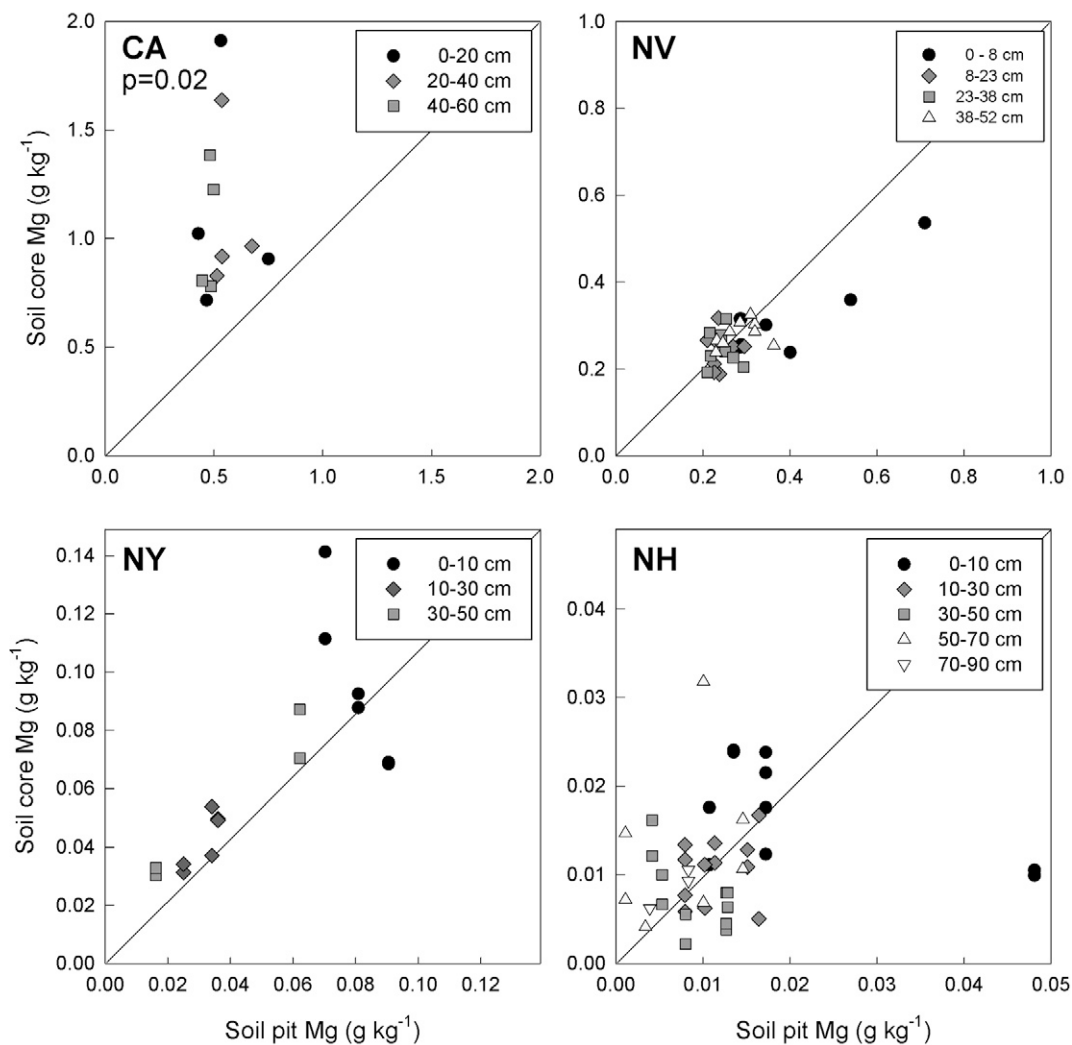 CA
p=0.02
0-20 cm
20-40 cm
40-60 cm
2.0
1.5
1.0
0.5
0.0
0.0 0.5 1.0 1.5 2.0
Soil core Mg (g kg⁻¹)
NV
0 - 8 cm
8-23 cm
23-38 cm
38-52 cm
1.0
0.8
0.6
0.4
0.2
0.0
0.0 0.2 0.4 0.6 0.8 1.0
NY
0-10 cm
10-30 cm
30-50 cm
0.14
0.12
0.10
0.08
0.06
0.04
0.02
0.00
0.00 0.02 0.04 0.06 0.08 0.10 0.12
Soil core Mg (g kg⁻¹)
Soil pit Mg (g kg⁻¹)
NH
0-10 cm
10-30 cm
30-50 cm
50-70 cm
70-90 cm
0.04
0.03
0.02
0.01
0.00
0.00 0.01 0.02 0.03 0.04 0.05
Soil pit Mg (g kg⁻¹)